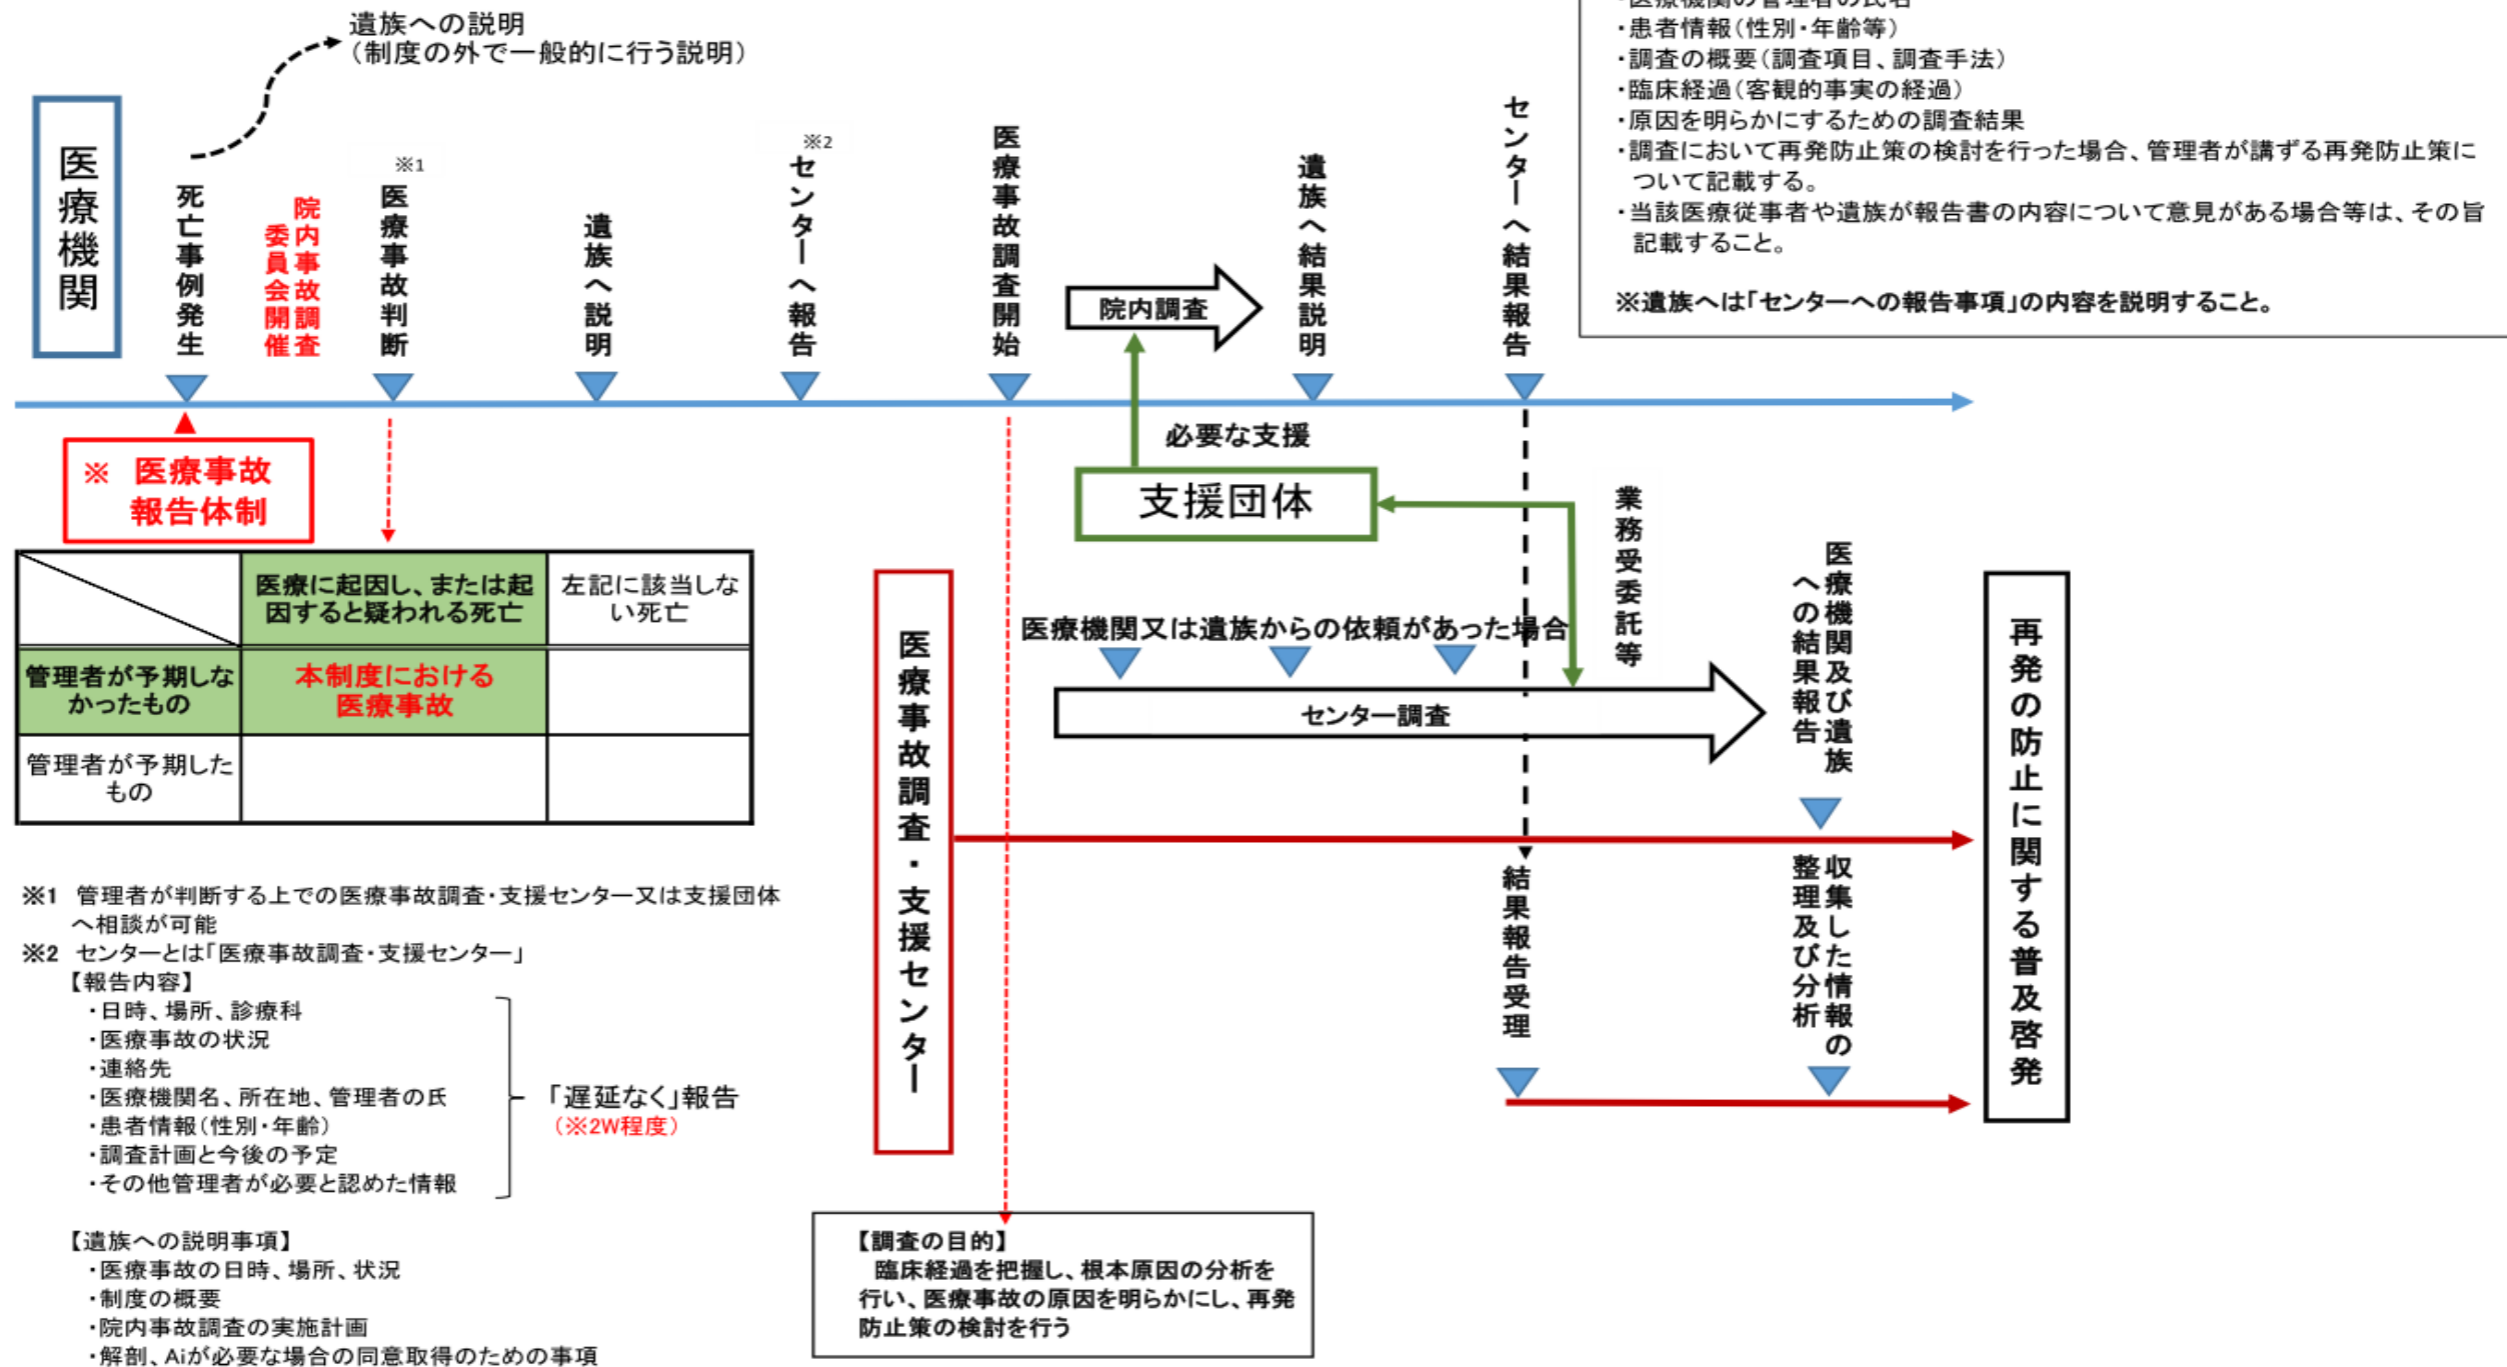 遺族への説明
（制度の外で一般的に行う説明）
・患者情報（性別・年齢等）
・調査の概要（調査項目、調査手法）
・臨床経過（客観的事実の経過）
・原因を明らかにするための調査結果
・調査において再発防止策の検討を行った場合、管理者が講ずる再発防止策に
ついて記載する。
・当該医療従事者や遺族が報告書の内容について意見がある場合等は、その旨
記載すること。
※遺族へは「センターへの報告事項」の内容を説明すること。
医療機関
死亡事例発生
院内事故調査
委員会開催
※1
医療事故判断
遺族へ説明
※2
センターへ報告
医療事故調査開始
院内調査
遺族へ結果説明
センターへ結果報告
※ 医療事故
報告体制
必要な支援
支援団体
業務受委託等
医療に起因し、または起
因すると疑われる死亡
左記に該当しな
い死亡
管理者が予期しな
かったもの
本制度における
医療事故
管理者が予期した
もの
医療事故調査・支援センター
医療機関又は遺族からの依頼があった場合
センター調査
医療機関及び遺族
への結果報告
再発の防止に関する普及啓発
結果報告受理
収集した情報の
整理及び分析
※1 管理者が判断する上での医療事故調査・支援センター又は支援団体
へ相談が可能
※2 センターとは「医療事故調査・支援センター」
【報告内容】
・日時、場所、診療科
・医療事故の状況
・連絡先
・医療機関名、所在地、管理者の氏
・患者情報（性別・年齢）
・調査計画と今後の予定
・その他管理者が必要と認めた情報
「遅延なく」報告
（※2W程度）
【遺族への説明事項】
・医療事故の日時、場所、状況
・制度の概要
・院内事故調査の実施計画
・解剖、Aiが必要な場合の同意取得のための事項
【調査の目的】
臨床経過を把握し、根本原因の分析を
行い、医療事故の原因を明らかにし、再発
防止策の検討を行う